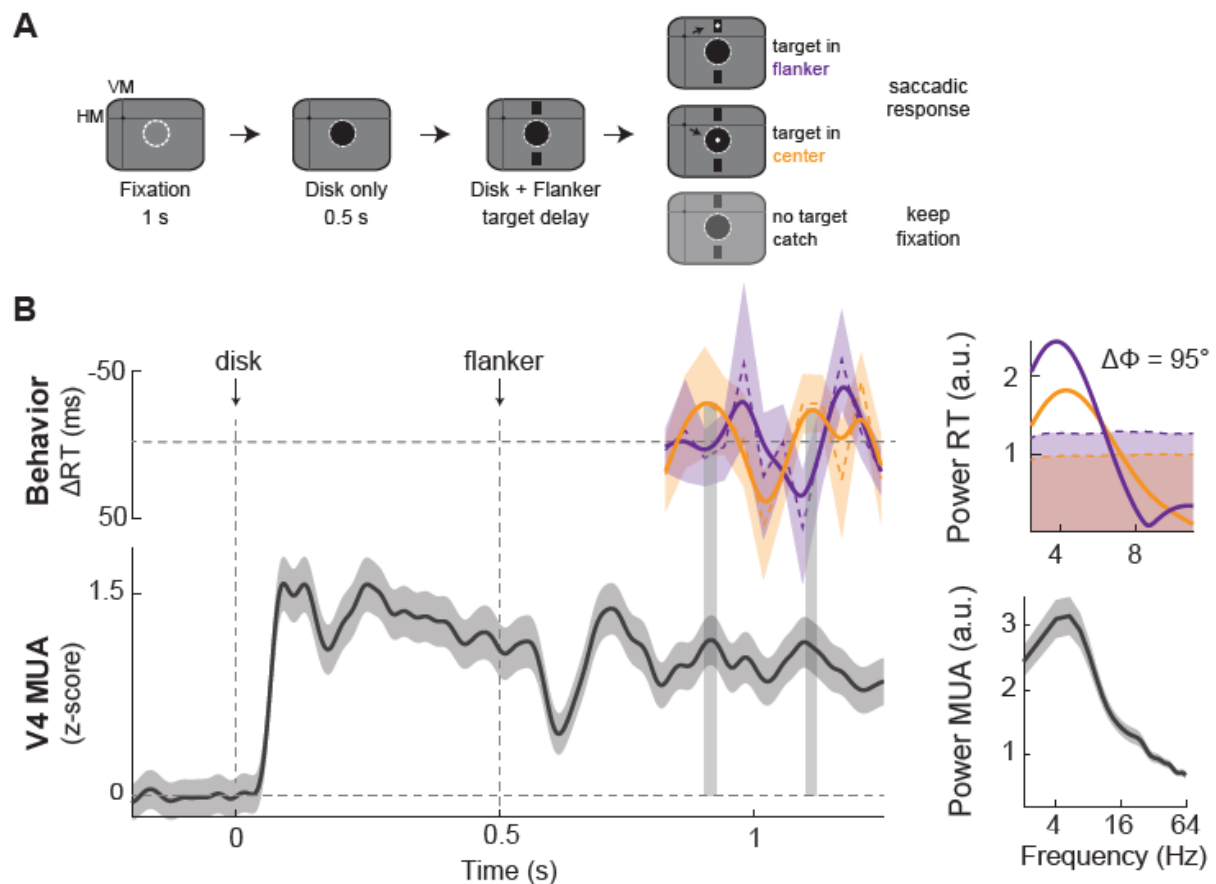 A
VM
HM
Fixation
1 s
Disk only
0.5 s
Disk + Flanker
target delay
target in
flanker
target in
center
no target
catch
saccadic
response
keep
fixation
B
disk
flanker
Behavior
ΔRT (ms)
-50
50
V4 MUA
(z-score)
1.5
0
0
0.5
1
Time (s)
Power RT (a.u.)
2
1
ΔΦ = 95°
4
8
Power MUA (a.u.)
3
2
1
4
16
64
Frequency (Hz)